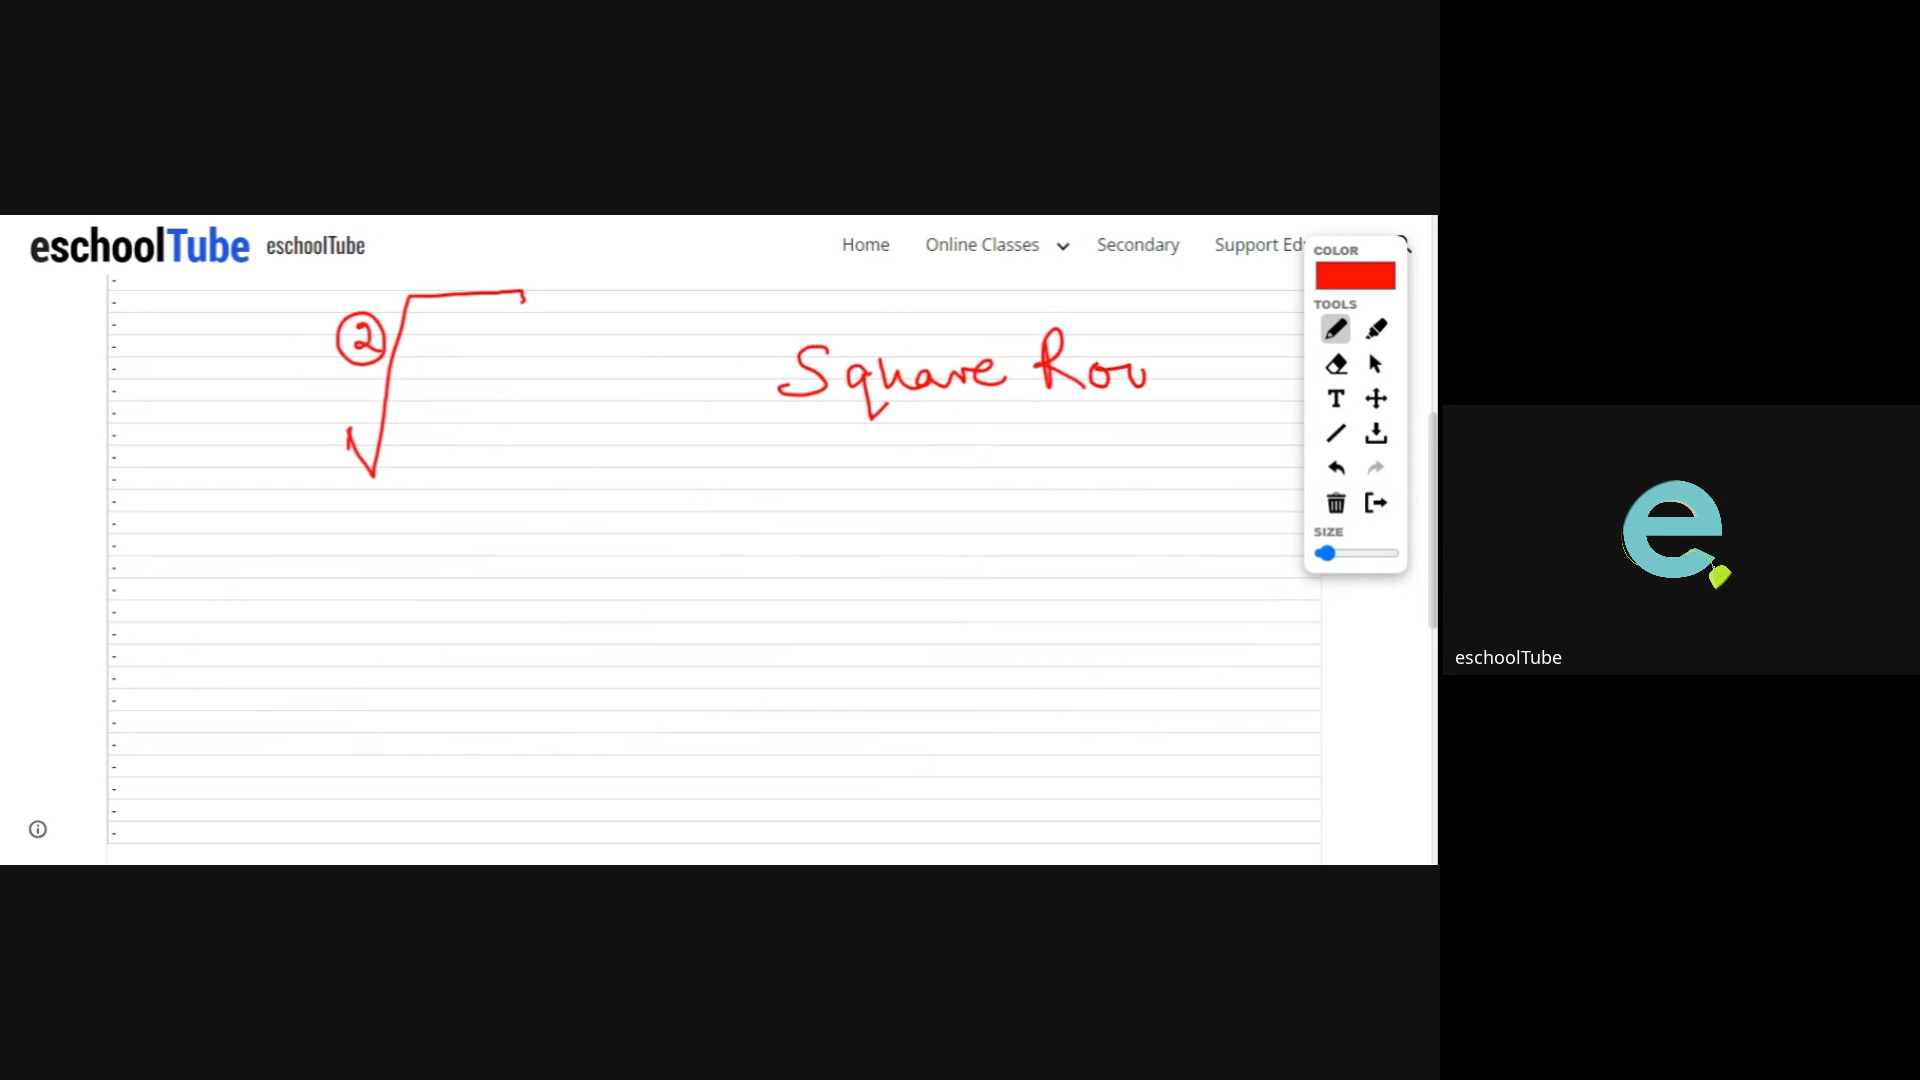 eschoolTube eschoolTube Home Online Classes Secondary Support Ed
COLOR
TOOLS
2√
Square Roo
T
SIZE
eschoolTube